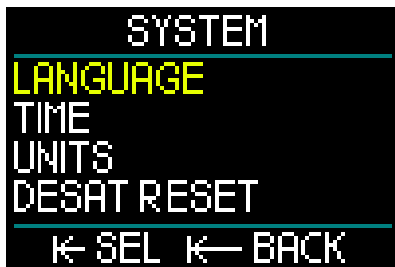 SYSTEM
LANGUAGE
TIME
UNITS
DESAT RESET
SEL BACK